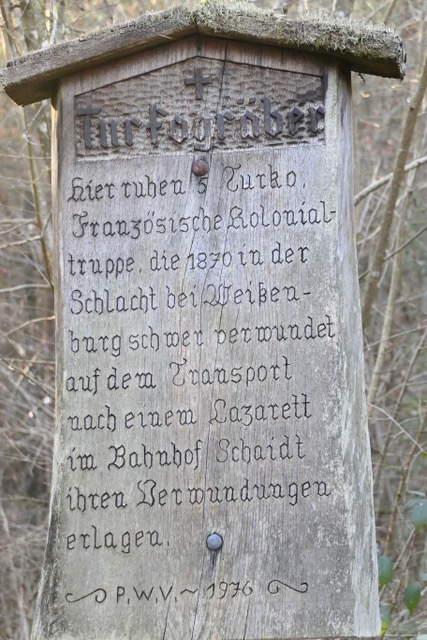 Turkogräber
Hier ruhen 5 Turko,
Französische Kolonial-
truppe, die 1870 in der
Schlacht bei Weißen-
burg schwer verwundet
auf dem Transport
nach einem Lazarett
im Bahnhof Schaidt
ihren Verwundungen
erlagen.
~ P.W.V. ~ 1976 ~